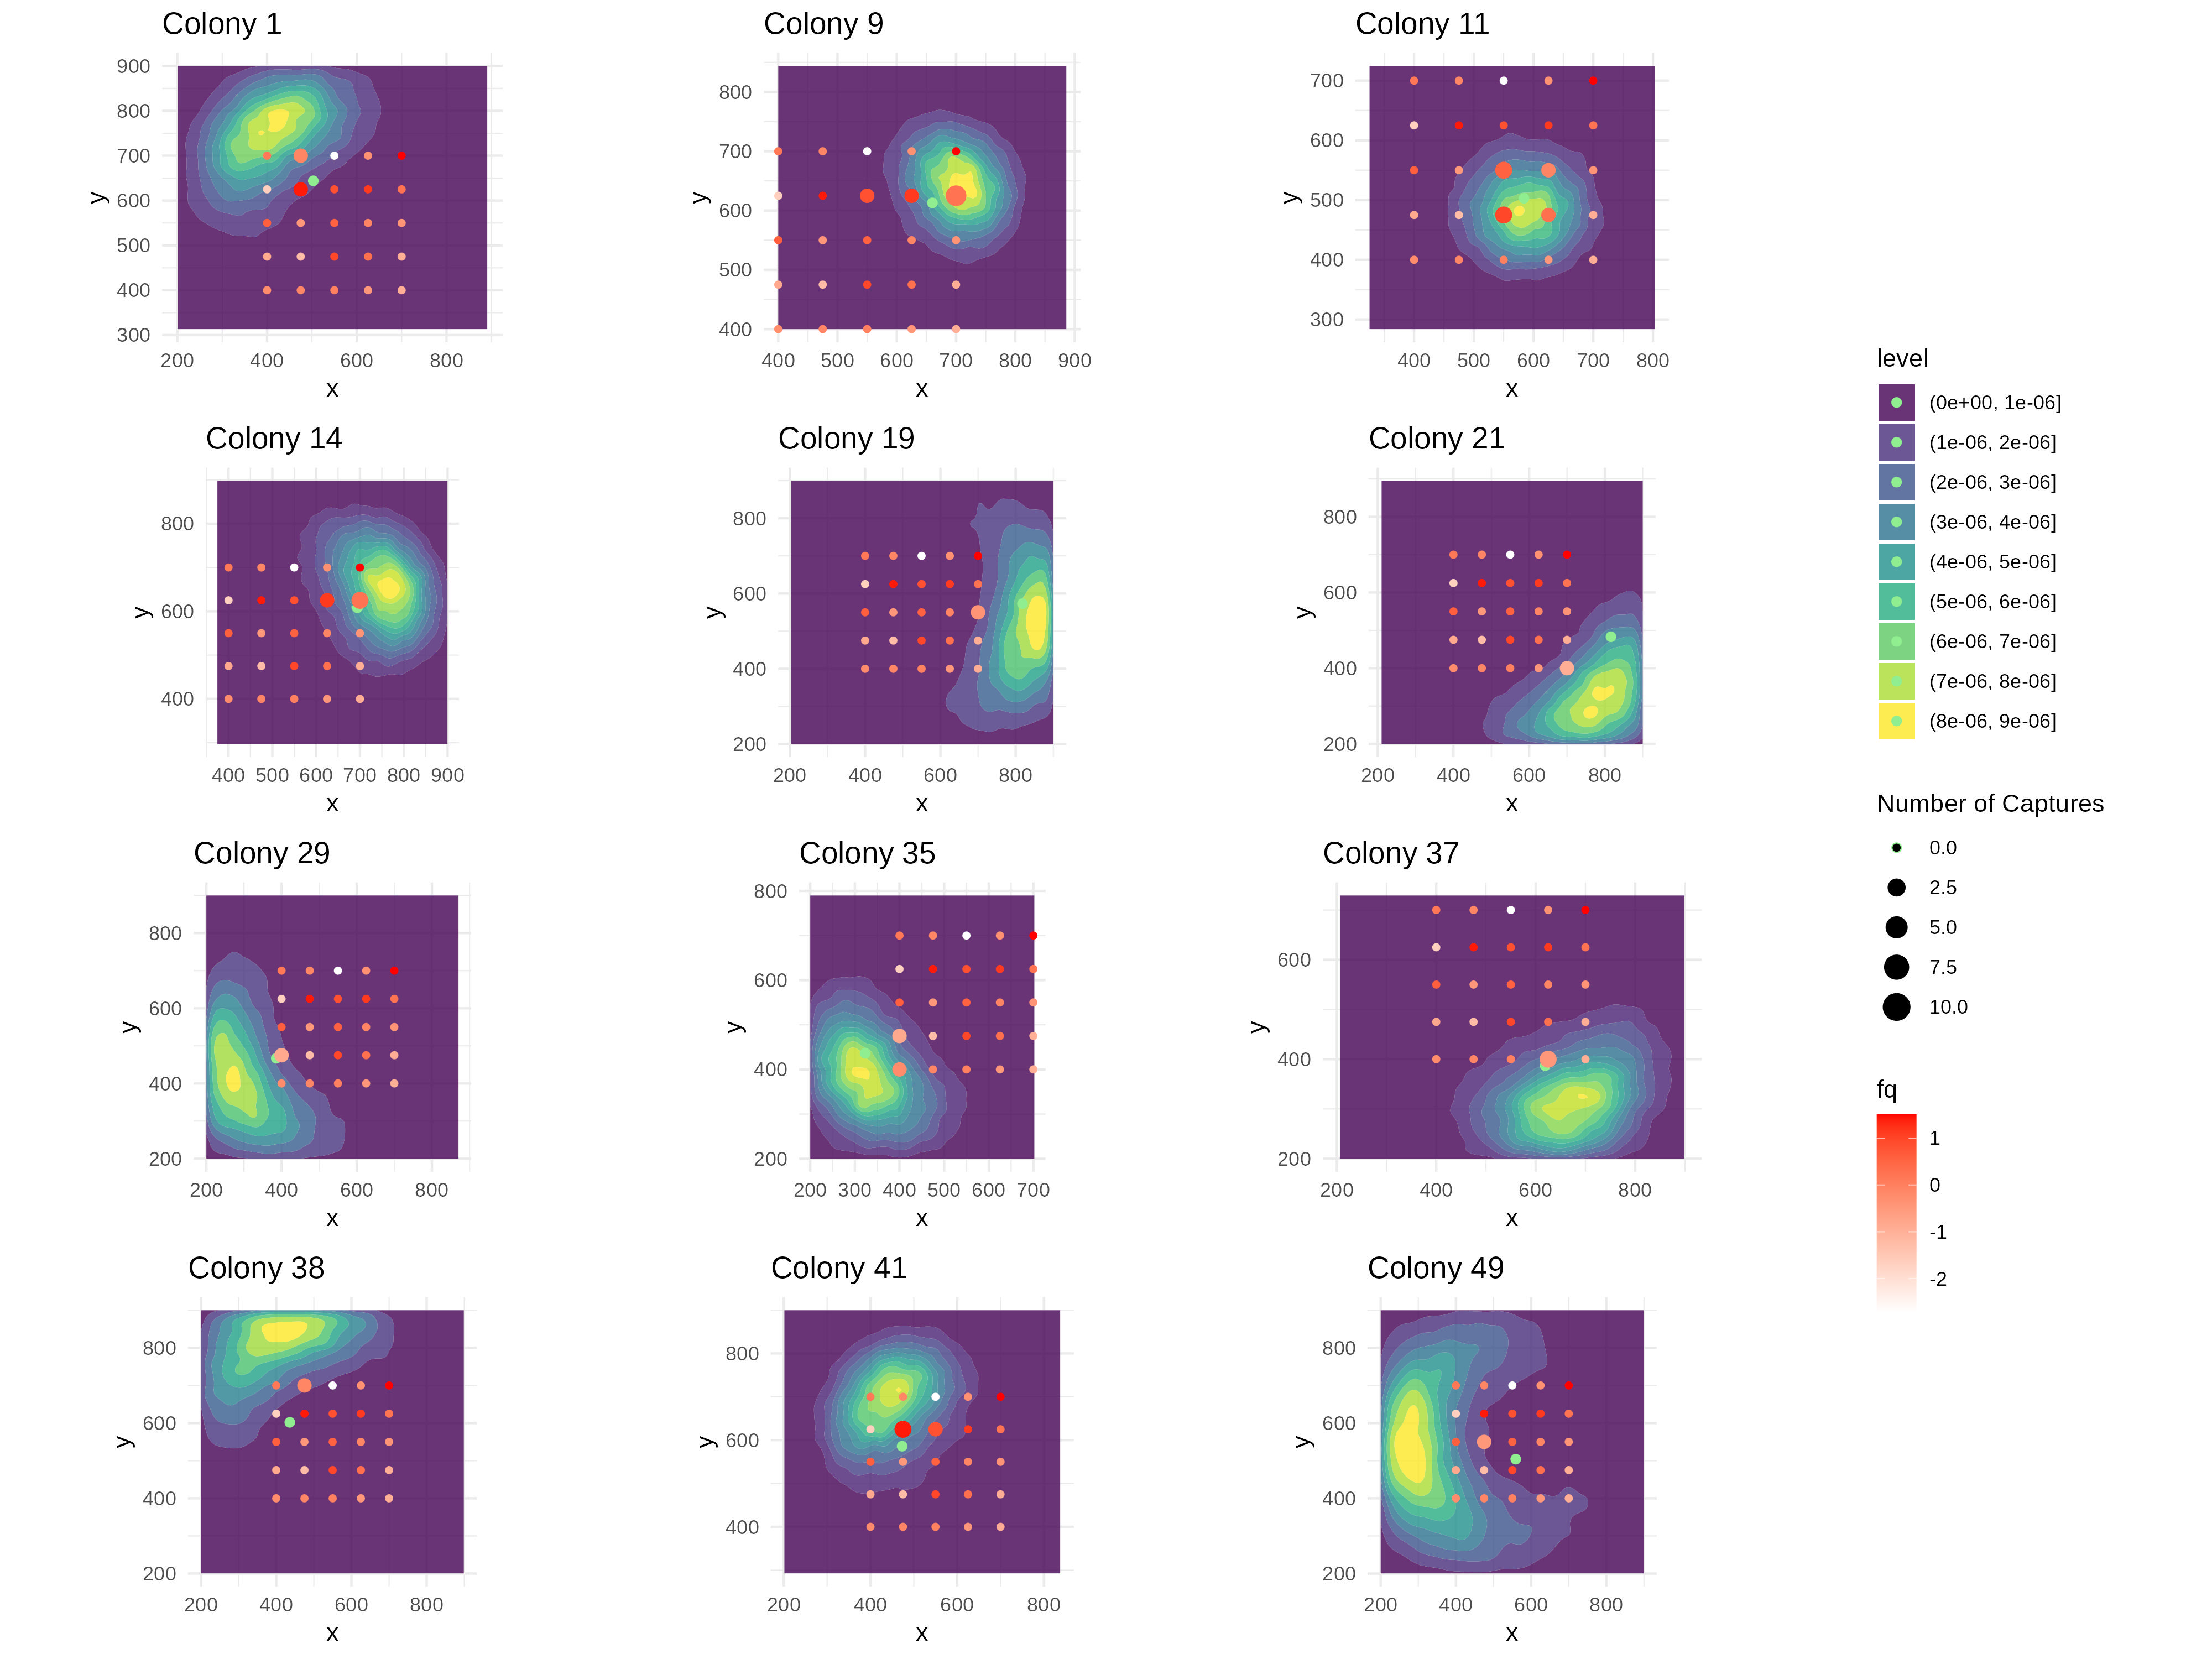 Colony 1
900
800
700
600
500
400
300
y
200 400 600 800
x
Colony 9
800
700
600
500
400
y
400 500 600 700 800 900
x
Colony 11
700
600
500
400
300
y
400 500 600 700 800
x
Colony 14
800
600
400
y
400 500 600 700 800 900
x
Colony 19
800
600
400
200
y
200 400 600 800
x
Colony 21
800
600
400
200
y
200 400 600 800
x
Colony 29
800
600
400
200
y
200 400 600 800
x
Colony 35
800
600
400
200
y
200 300 400 500 600 700
x
Colony 37
600
400
200
y
200 400 600 800
x
Colony 38
800
600
400
200
y
200 400 600 800
x
Colony 41
800
600
400
y
200 400 600 800
x
Colony 49
800
600
400
200
y
200 400 600 800
x
level
(0e+00, 1e-06]
(1e-06, 2e-06]
(2e-06, 3e-06]
(3e-06, 4e-06]
(4e-06, 5e-06]
(5e-06, 6e-06]
(6e-06, 7e-06]
(7e-06, 8e-06]
(8e-06, 9e-06]
Number of Captures
0.0
2.5
5.0
7.5
10.0
fq
1
0
-1
-2